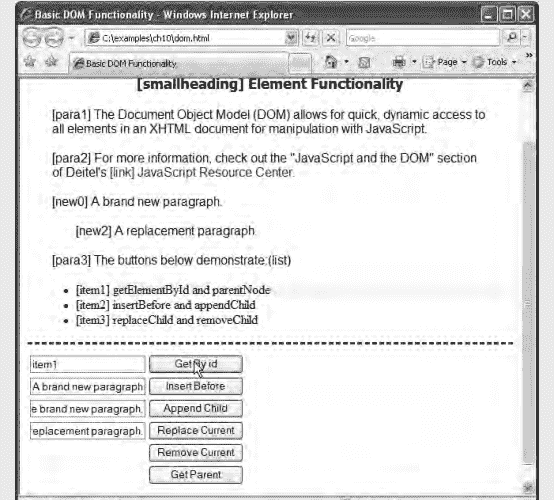 Basic DOM Functionality - Windows Internet Explorer
C:\examples\ch10\dom.html
Google
Basic DOM Functionality
Page
Tools
[smallheading] Element Functionality
[para1] The Document Object Model (DOM) allows for quick, dynamic access to
all elements in an XHTML document for manipulation with JavaScript.
[para2] For more information, check out the "JavaScript and the DOM" section
of Deitel's [link] JavaScript Resource Center.
[new0] A brand new paragraph.
[new2] A replacement paragraph
[para3] The buttons below demonstrate:(list)
• [item1] getElementById and parentNode
• [item2] insertBefore and appendChild
• [item3] replaceChild and removeChild
item1 Get By id
A brand new paragraph Insert Before
e brand new paragraph. Append Child
eplacement paragraph. Replace Current
Remove Current
Get Parent